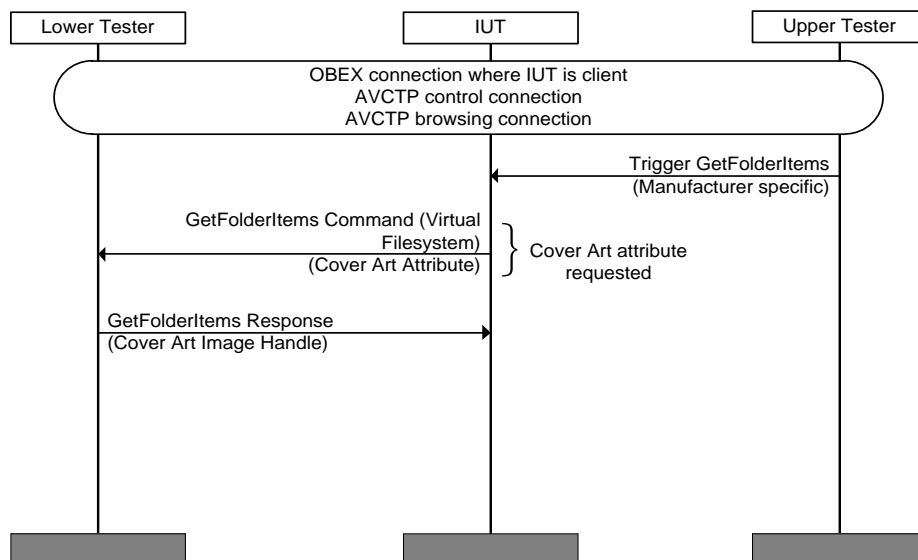 Lower Tester
IUT
Upper Tester
OBEX connection where IUT is client
AVCTP control connection
AVCTP browsing connection
Trigger GetFolderItems
(Manufacturer specific)
GetFolderItems Command (Virtual
Filesystem)
(Cover Art Attribute)
Cover Art attribute
requested
GetFolderItems Response
(Cover Art Image Handle)